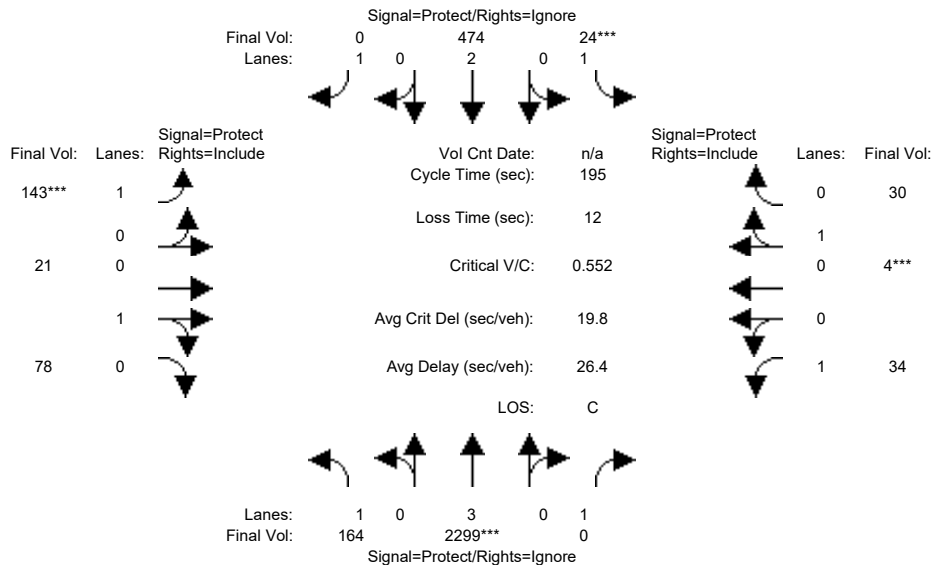 Signal=Protect/Rights=Ignore
Final Vol: 0 474 24***
Lanes: 1 0 2 0 1
Signal=Protect Signal=Protect
Final Vol: Lanes: Rights=Include Vol Cnt Date: n/a Rights=Include Lanes: Final Vol:
Cycle Time (sec): 195
143*** 1 0 30
Loss Time (sec): 12
0 1
21 0 Critical V/C: 0.552 0 4***
1 Avg Crit Del (sec/veh): 19.8 0
78 0 Avg Delay (sec/veh): 26.4 1 34
LOS: C
Lanes: 1 0 3 0 1
Final Vol: 164 2299*** 0
Signal=Protect/Rights=Ignore